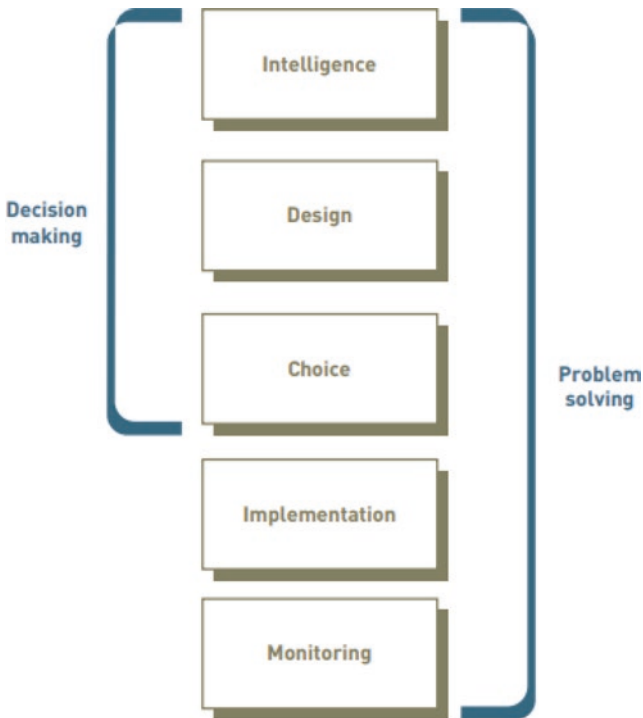 Intelligence
Decision
making
Design
Choice
Problem
solving
Implementation
Monitoring